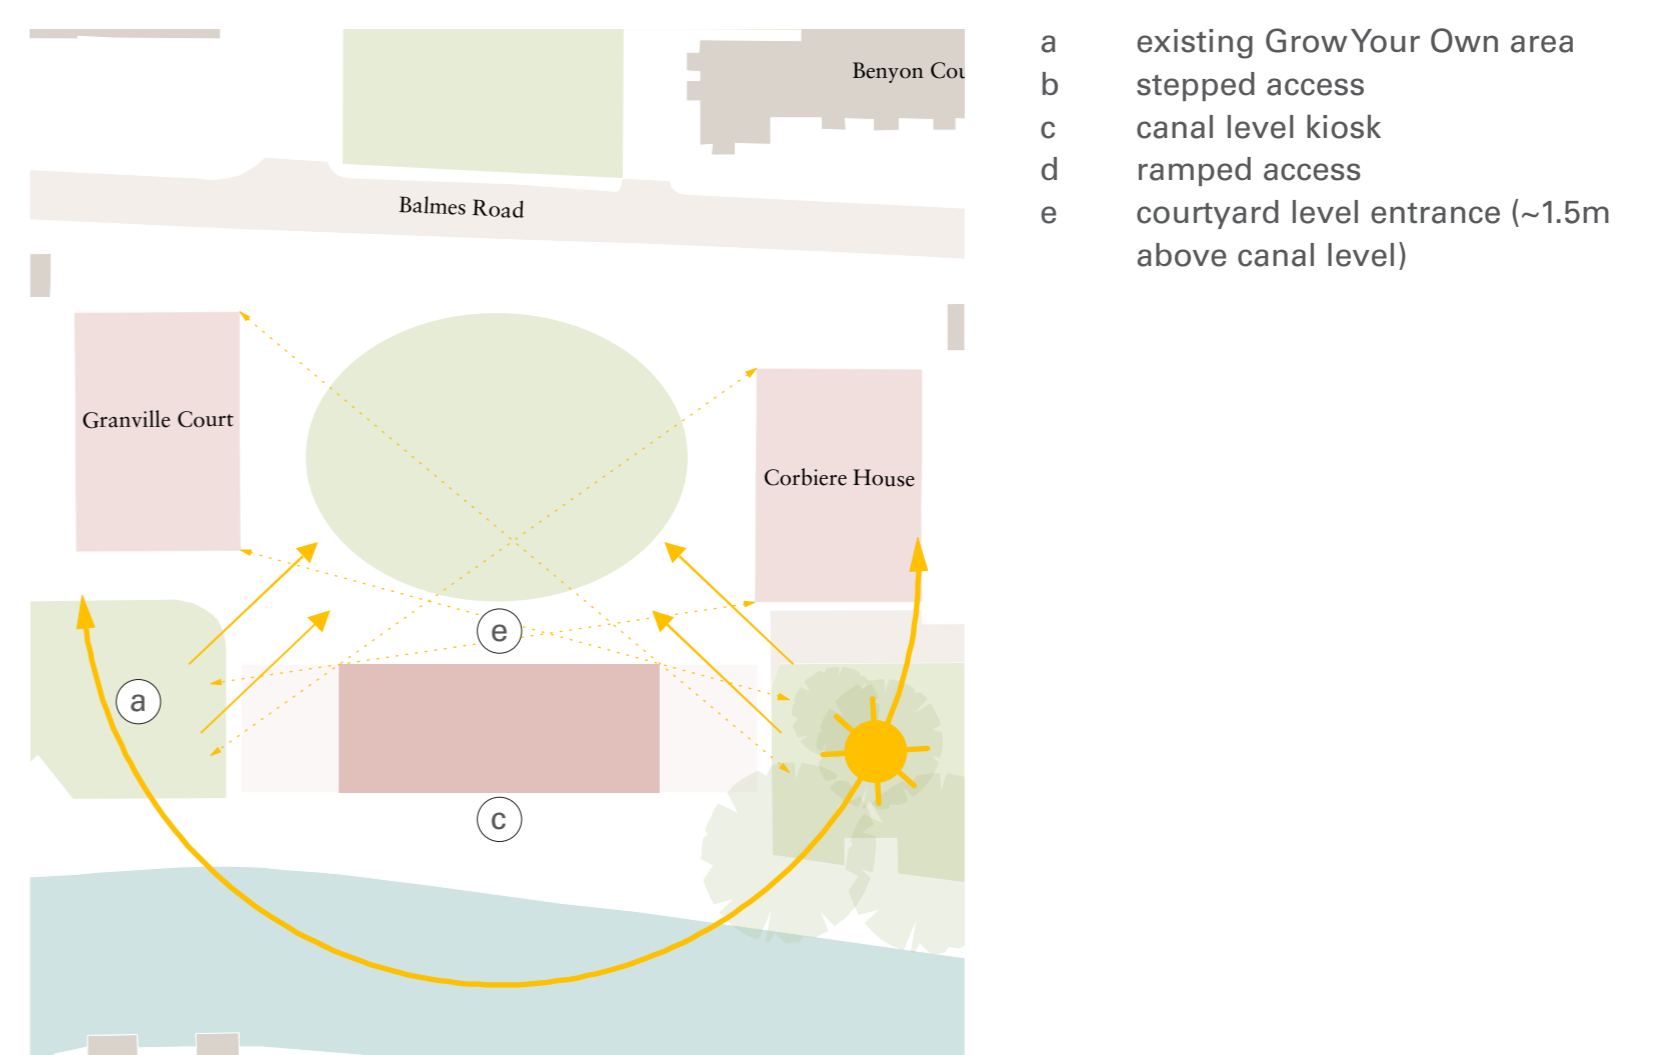 Benyon Cou
Balmes Road
Granville Court
Corbiere House
e
a
c
a existing Grow Your Own area
b stepped access
c canal level kiosk
d ramped access
e courtyard level entrance (~1.5m
above canal level)